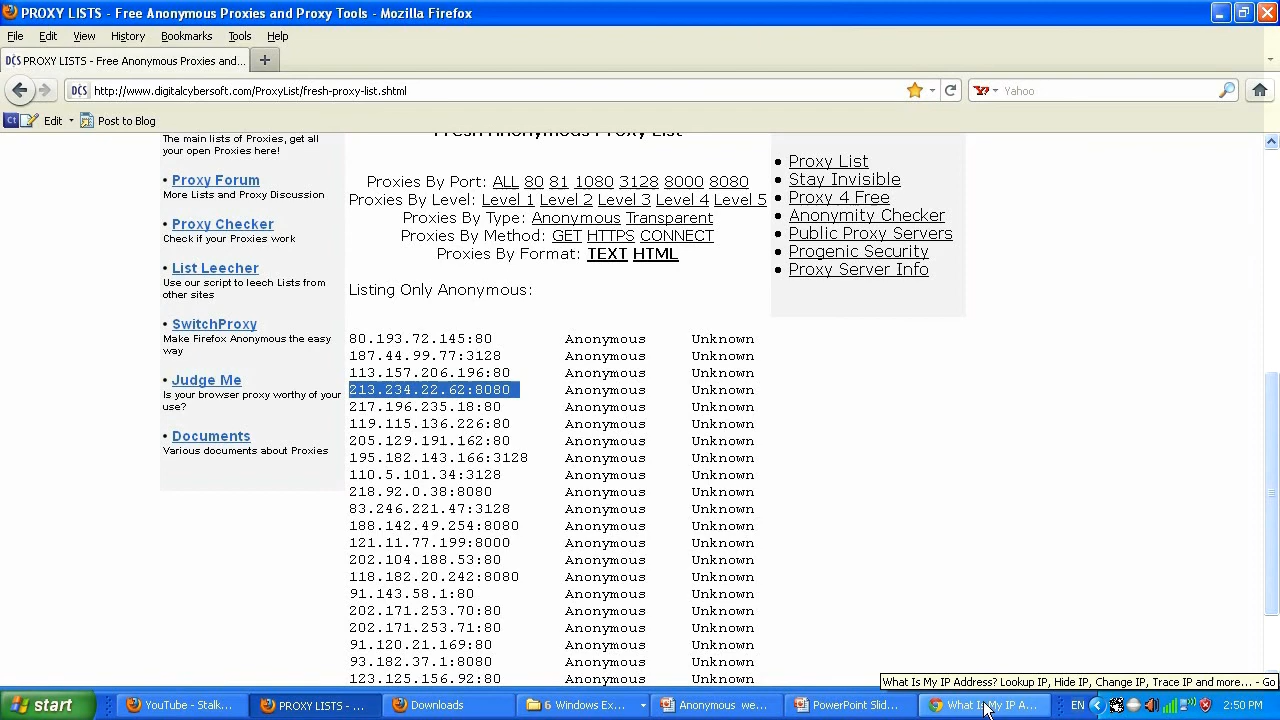 PROXY LISTS - Free Anonymous Proxies and Proxy Tools - Mozilla Firefox
File Edit View History Bookmarks Tools Help
DCS PROXY LISTS - Free Anonymous Proxies and...
DCS http://www.digitalcybersoft.com/ProxyList/fresh-proxy-list.shtml
Yahoo
Ct Edit Post to Blog
The main lists of Proxies, get all
your open Proxies here!
• Proxy Forum
More Lists and Proxy Discussion
• Proxy Checker
Check if your Proxies work
• List Leecher
Use our script to leech Lists from
other sites
• SwitchProxy
Make Firefox Anonymous the easy
way
• Judge Me
Is your browser proxy worthy of your
use?
• Documents
Various documents about Proxies
Fresh Anonymous Proxy List
Proxies By Port: ALL 80 81 1080 3128 8000 8080
Proxies By Level: Level 1 Level 2 Level 3 Level 4 Level 5
Proxies By Type: Anonymous Transparent
Proxies By Method: GET HTTPS CONNECT
Proxies By Format: TEXT HTML
Listing Only Anonymous:
80.193.72.145:80 Anonymous Unknown
187.44.99.77:3128 Anonymous Unknown
113.157.206.196:80 Anonymous Unknown
213.234.22.62:8080 Anonymous Unknown
217.196.235.18:80 Anonymous Unknown
119.115.136.226:80 Anonymous Unknown
205.129.191.162:80 Anonymous Unknown
195.182.143.166:3128 Anonymous Unknown
110.5.101.34:3128 Anonymous Unknown
218.92.0.38:8080 Anonymous Unknown
83.246.221.47:3128 Anonymous Unknown
188.142.49.254:8080 Anonymous Unknown
121.11.77.199:8000 Anonymous Unknown
202.104.188.53:80 Anonymous Unknown
118.182.20.242:8080 Anonymous Unknown
91.143.58.1:80 Anonymous Unknown
202.171.253.70:80 Anonymous Unknown
202.171.253.71:80 Anonymous Unknown
91.120.21.169:80 Anonymous Unknown
93.182.37.1:8080 Anonymous Unknown
123.125.156.92:80 Anonymous Unknown
• Proxy List
• Stay Invisible
• Proxy 4 Free
• Anonymity Checker
• Public Proxy Servers
• Progenic Security
• Proxy Server Info
What Is My IP Address? Lookup IP, Hide IP, Change IP, Trace IP and more... - Go
start
YouTube - Stalk...
PROXY LISTS - ...
Downloads
6 Windows Ex...
Anonymous we...
PowerPoint Slid...
What Is My IP A...
EN
2:50 PM